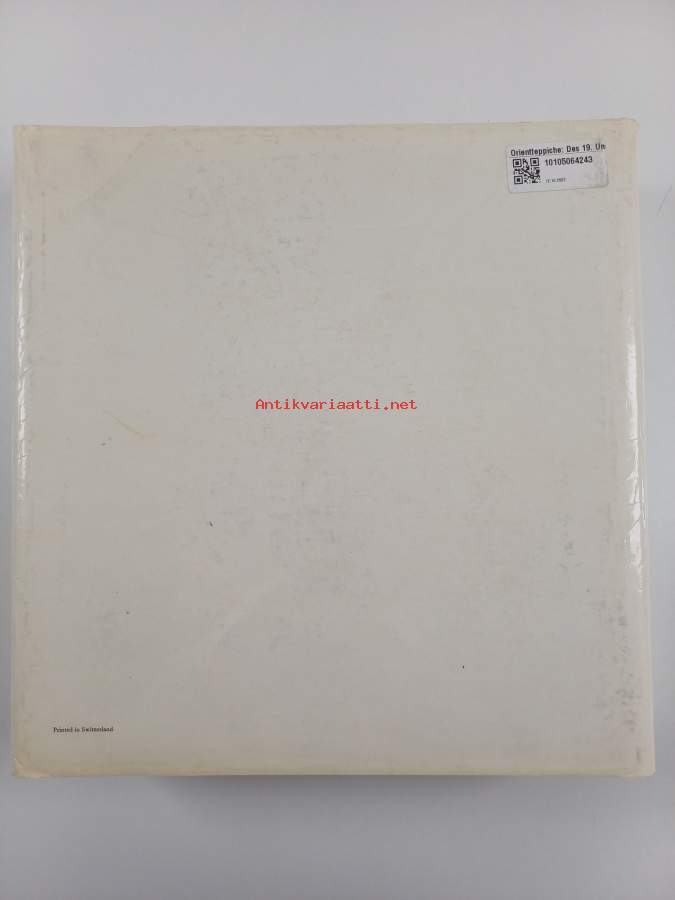 Orientteppiche: Des 19. Un
10105064243
Antikvariaatti.net
Printed in Switzerland